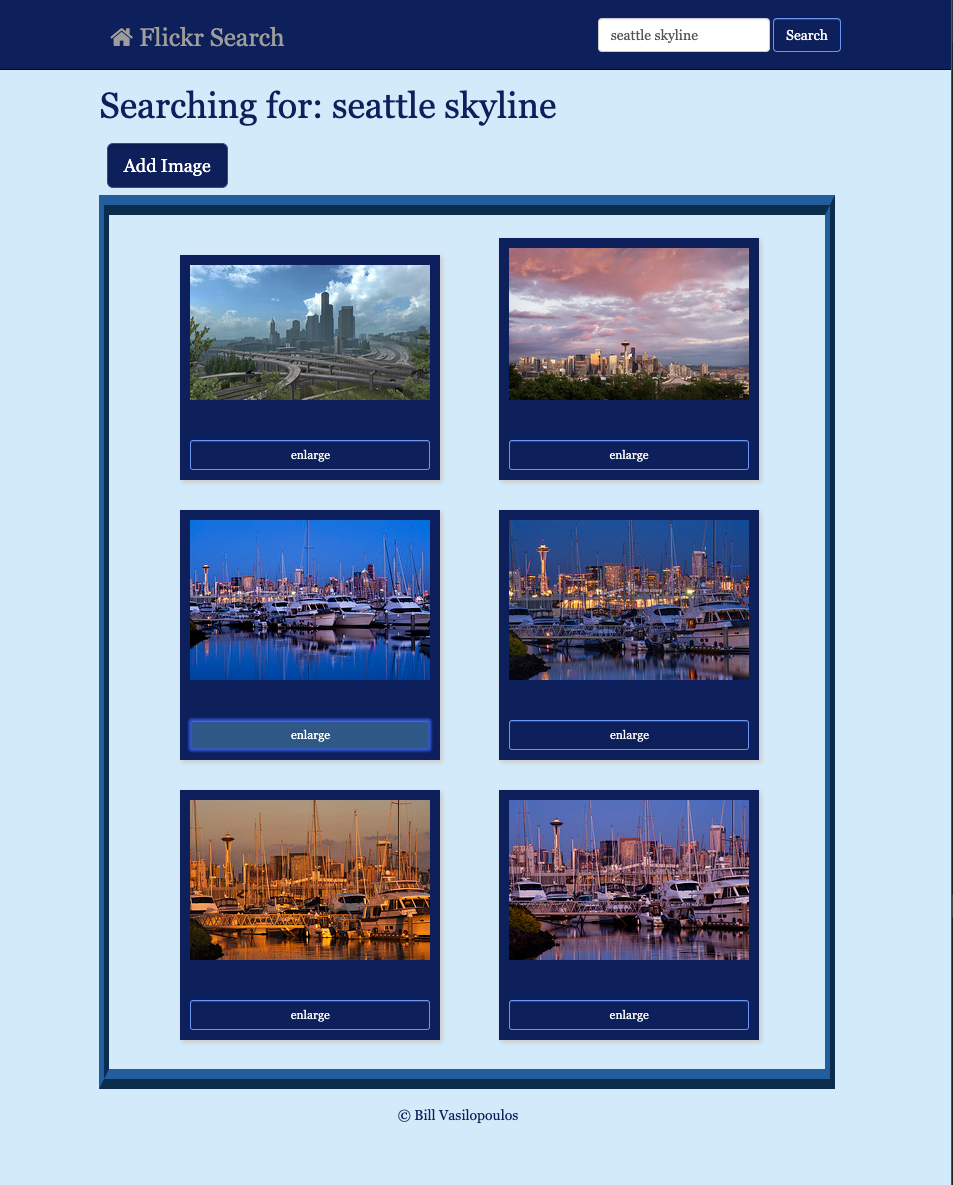 Flickr Search
seattle skyline
Search
Searching for: seattle skyline
Add Image
enlarge
enlarge
enlarge
enlarge
enlarge
enlarge
© Bill Vasilopoulos